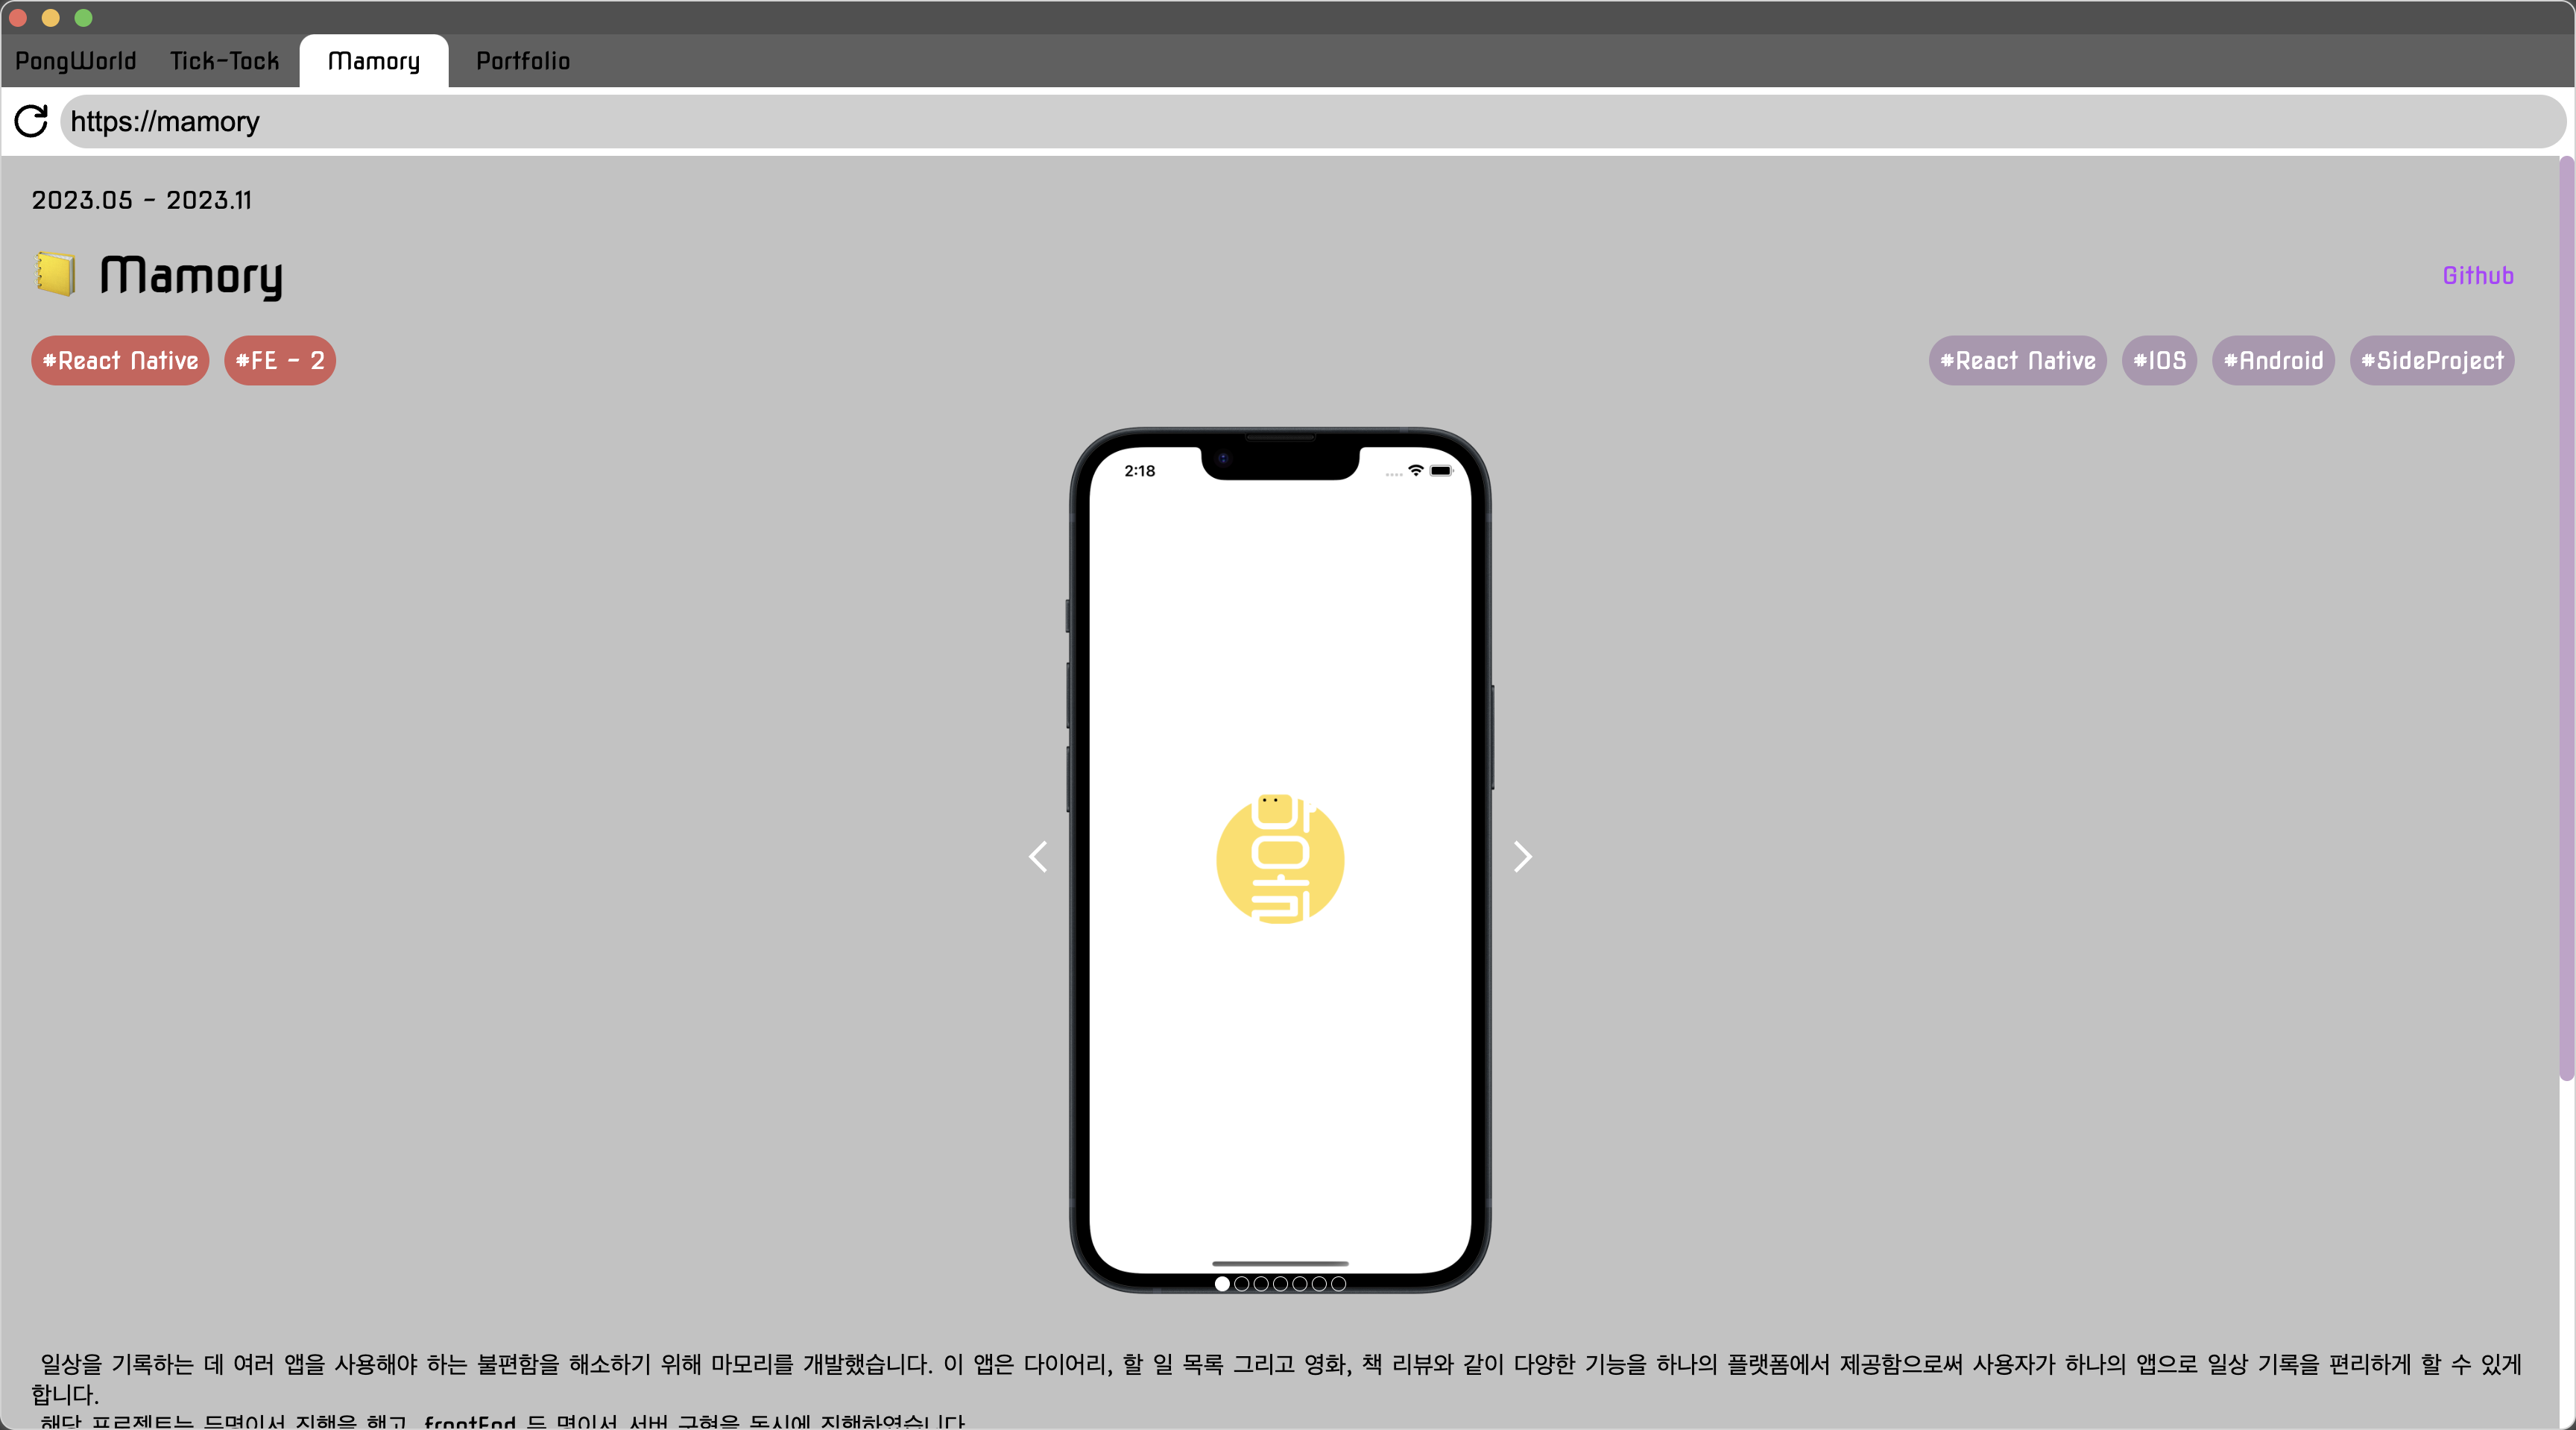 PongWorld Tick-Tock Mamory Portfolio
https://mamory
2023.05 - 2023.11
Mamory
Github
#React Native #FE - 2
#React Native #IOS #Android #SideProject
2:18
마모리
일상을 기록하는 데 여러 앱을 사용해야 하는 불편함을 해소하기 위해 마모리를 개발했습니다. 이 앱은 다이어리, 할 일 목록 그리고 영화, 책 리뷰와 같이 다양한 기능을 하나의 플랫폼에서 제공함으로써 사용자가 하나의 앱으로 일상 기록을 편리하게 할 수 있게
합니다.
해당 프로젝트는 두명이서 진행을 했고, frontEnd 두 명이서 서버 구현을 동시에 진행하였습니다